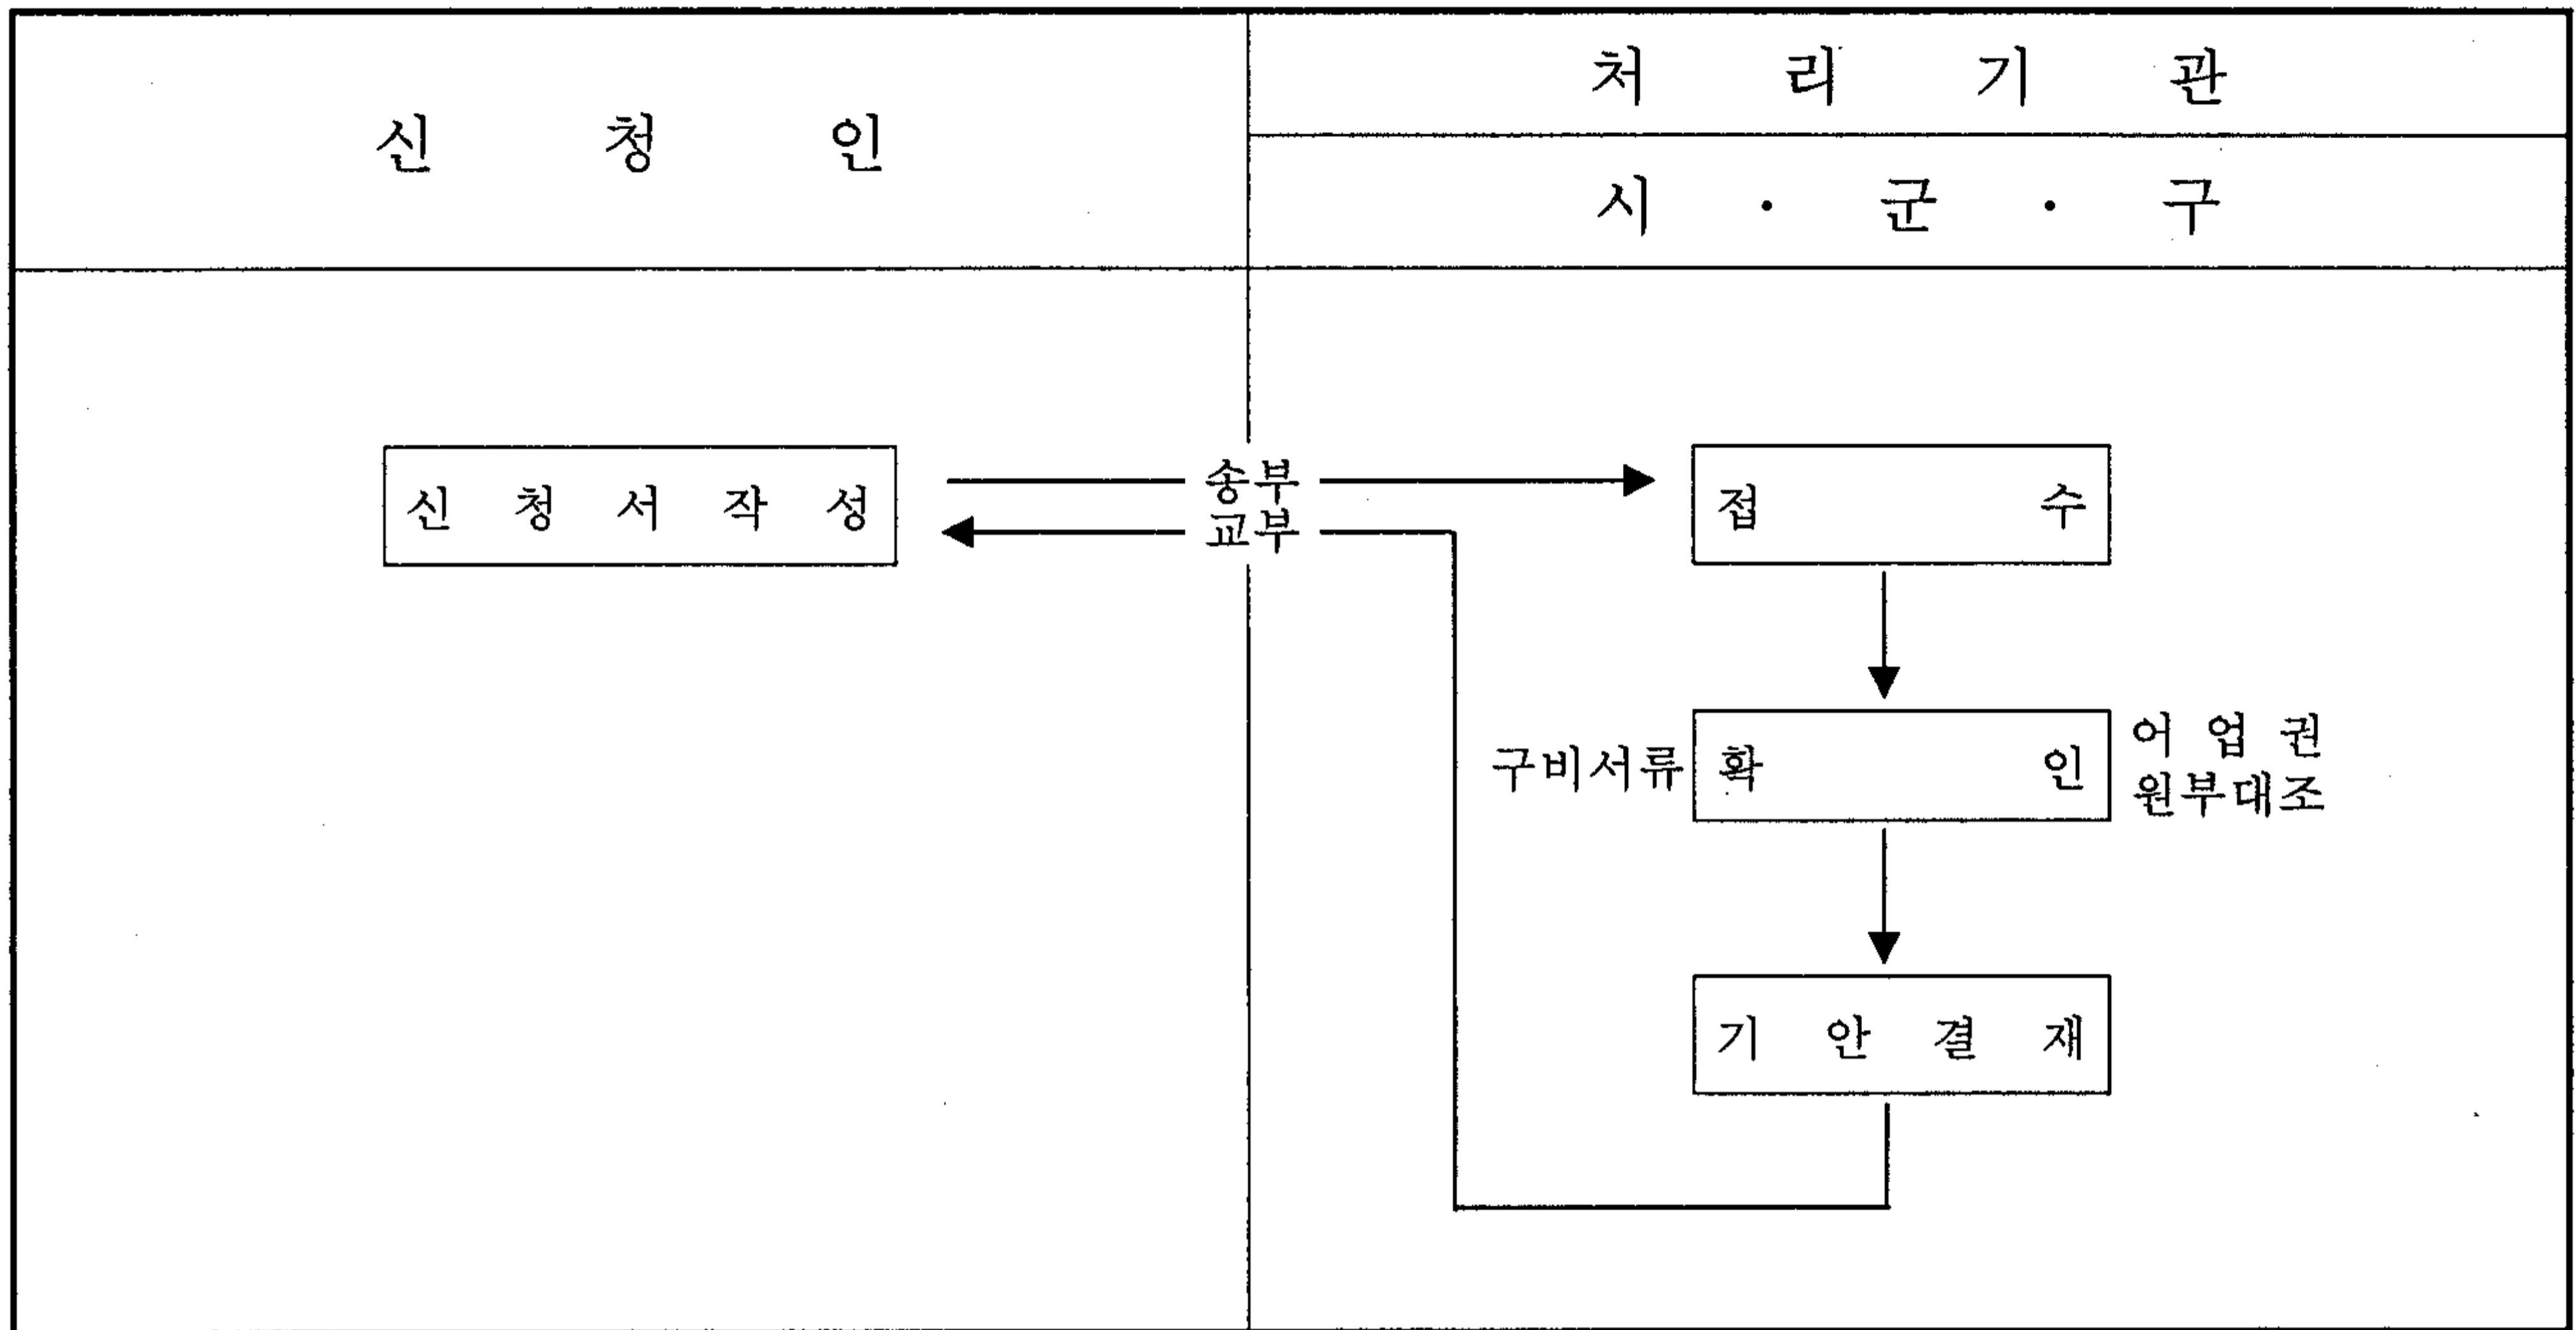 신 청 인
처 리 기 관
시 · 군 · 구
신 청 서 작 성
송부
교부
접 수
구비서류
확 인
어 업 권
원부대조
기 안 결 재